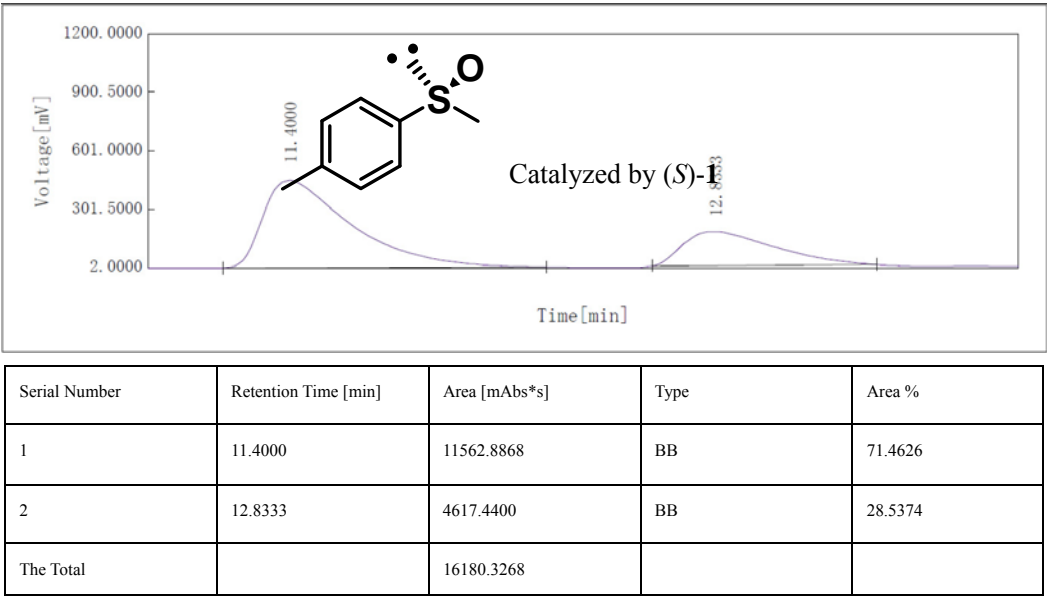 1200.0000
900.5000
601.0000
301.5000
2.0000
Voltage[mV]
11.4000
S
O
Catalyzed by (S)-1
12.8333
Time[min]
Serial Number Retention Time [min] Area [mAbs*s] Type Area %
1 11.4000 11562.8868 BB 71.4626
2 12.8333 4617.4400 BB 28.5374
The Total 16180.3268